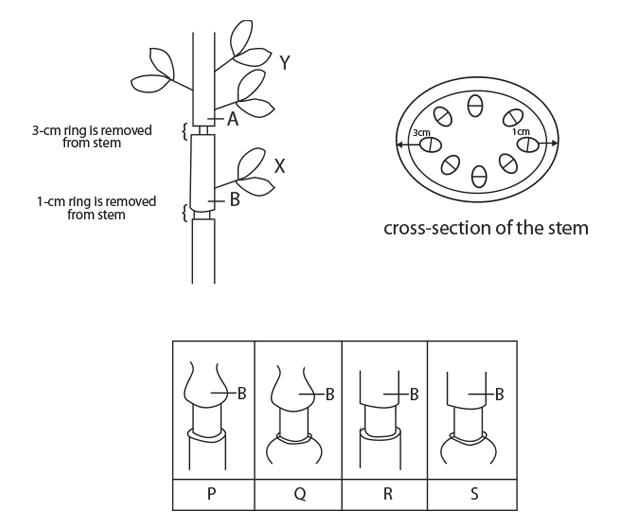 Y
A
3-cm ring is removed
from stem
X
1-cm ring is removed
from stem
B
3cm
1cm
cross-section of the stem
B
B
B
B
P
Q
R
S